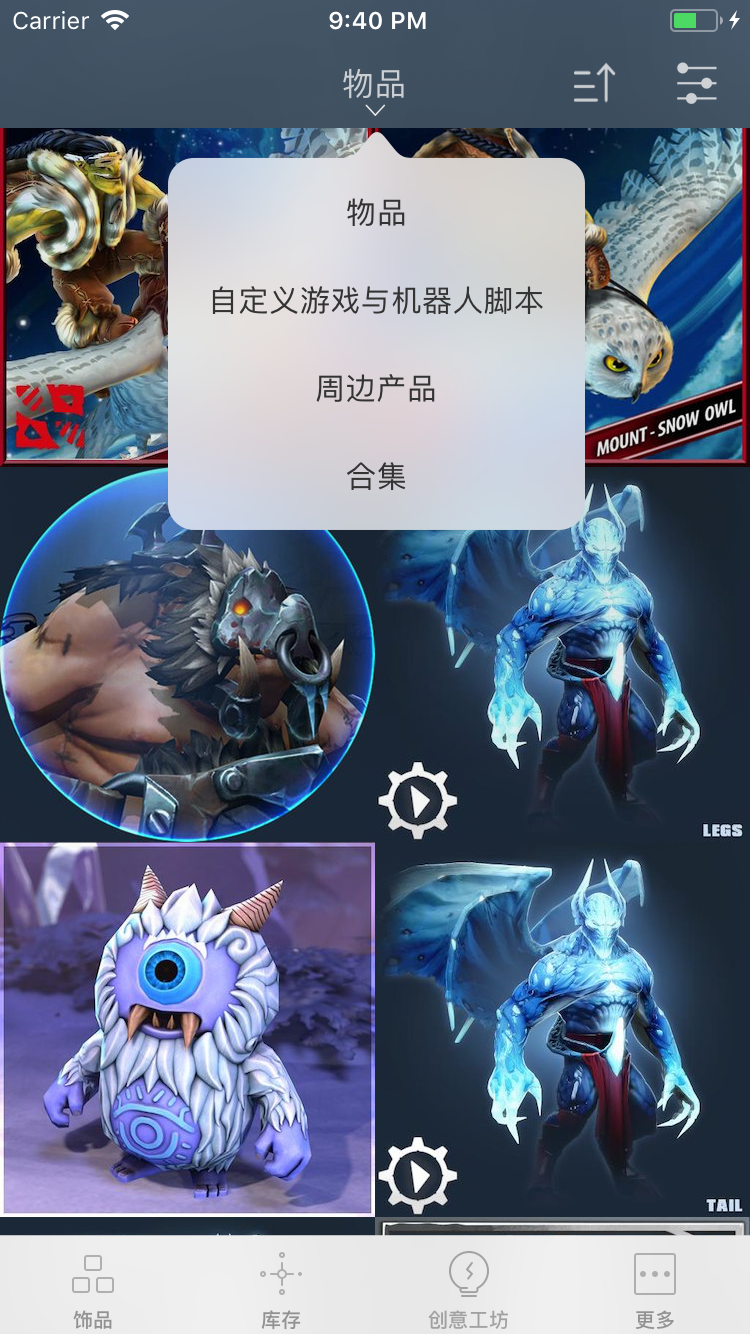 Carrier
9:40 PM
物品
物品
自定义游戏与机器人脚本
周边产品
合集
MOUNT - SNOW OWL
LEGS
TAIL
饰品
库存
创意工坊
更多